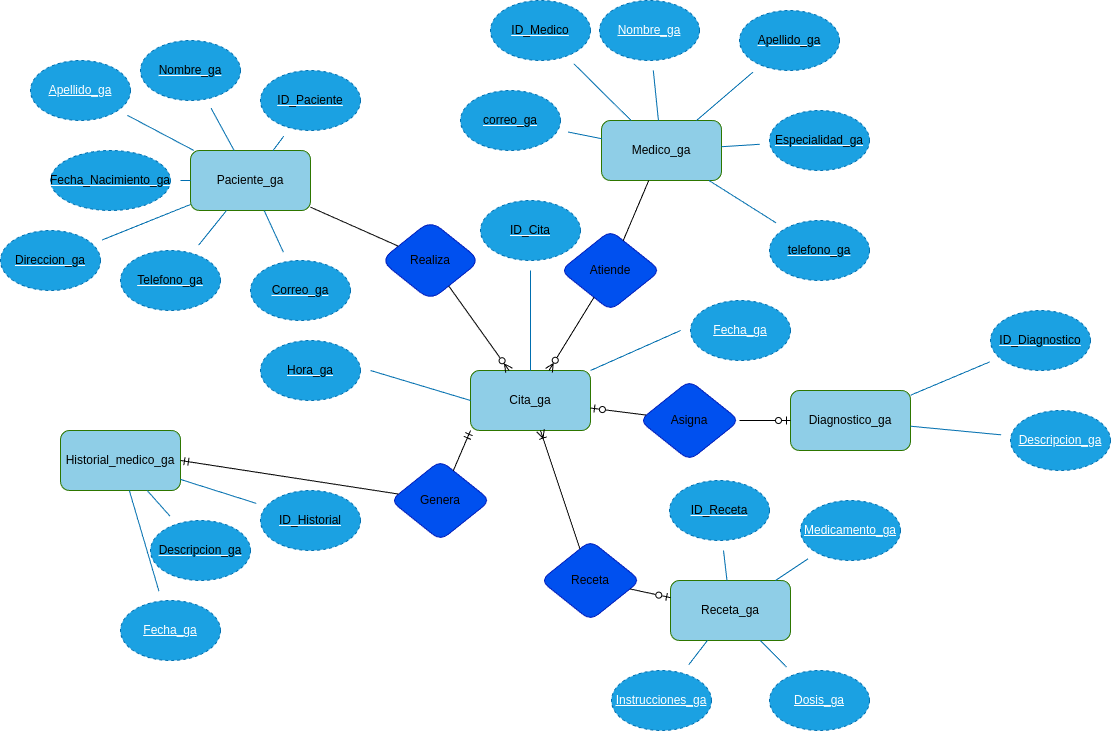 ID_Medico
Nombre_ga
Apellido_ga
Nombre_ga
Apellido_ga
ID_Paciente
correo_ga
Especialidad_ga
Medico_ga
Fecha_Nacimiento_ga
Paciente_ga
ID_Cita
telefono_ga
Direccion_ga
Realiza
Atiende
Telefono_ga
Correo_ga
Fecha_ga
ID_Diagnostico
Hora_ga
Cita_ga
Asigna
Diagnostico_ga
Descripcion_ga
Historial_medico_ga
Genera
ID_Receta
ID_Historial
Medicamento_ga
Descripcion_ga
Receta
Receta_ga
Fecha_ga
Instrucciones_ga
Dosis_ga